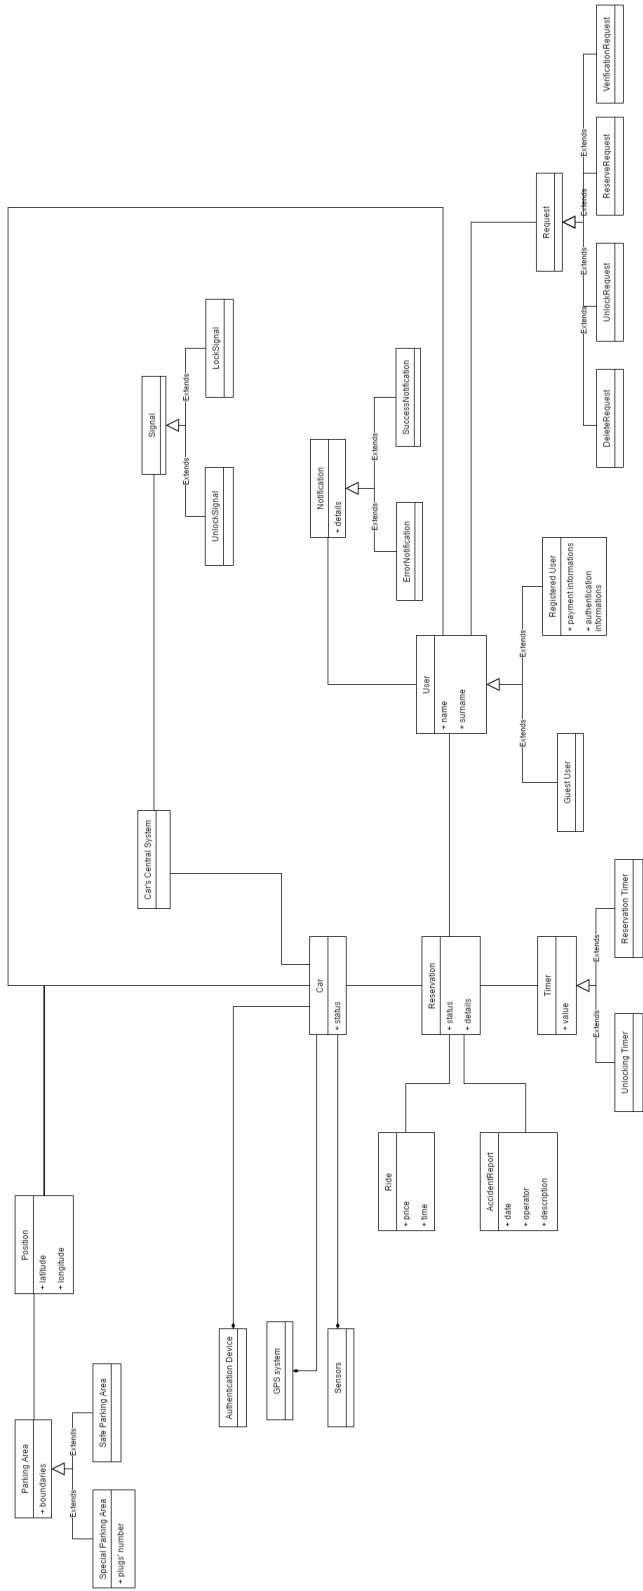 Parking Area
+ boundaries
Position
+ latitude
+ longitude
Extends
Extends
Special Parking Area
+ plugs' number
Safe Parking Area
Car's Central System
Signal
Extends
Extends
UnlockSignal
LockSignal
Authentication Device
GPS system
Sensors
Car
+ status
Notification
+ details
Extends
Extends
ErrorNotification
SuccessNotification
Ride
+ price
+ time
Reservation
+ status
+ details
User
+ name
+ surname
AccidentReport
+ date
+ operator
+ description
Extends
Extends
Guest User
Registered User
+ payment informations
+ authentication
informations
Timer
+ value
Extends
Extends
Unlocking Timer
Reservation Timer
Request
Extends
Extends
Extends
Extends
DeleteRequest
UnlockRequest
ReserveRequest
VerificationRequest